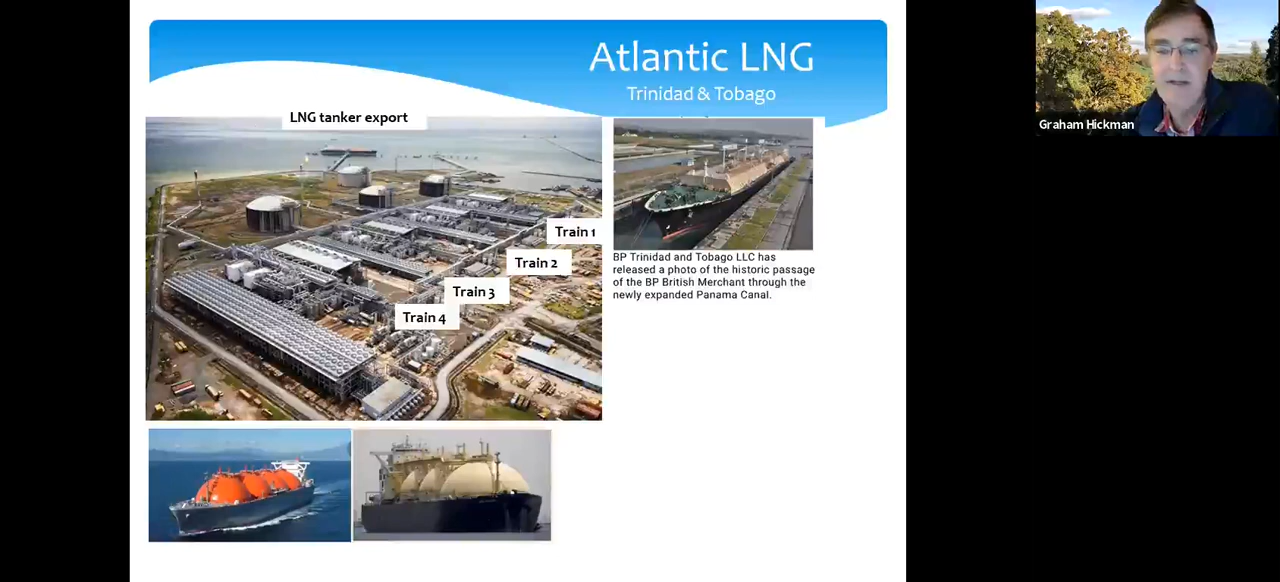 Atlantic LNG
Trinidad & Tobago
LNG tanker export
Train 1
Train 2
Train 3
Train 4
BP Trinidad and Tobago LLC has
released a photo of the historic passage
of the BP British Merchant through the
newly expanded Panama Canal.
Graham Hickman